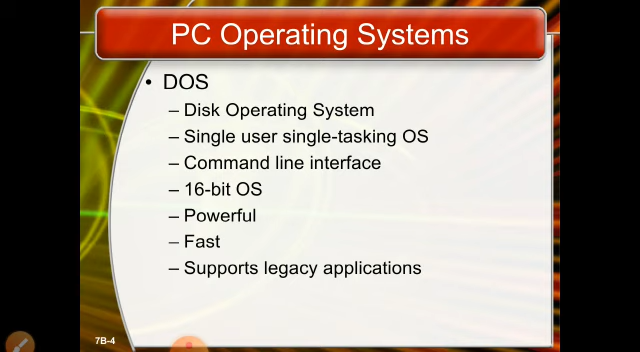 PC Operating Systems
• DOS
– Disk Operating System
– Single user single-tasking OS
– Command line interface
– 16-bit OS
– Powerful
– Fast
– Supports legacy applications
7B-4